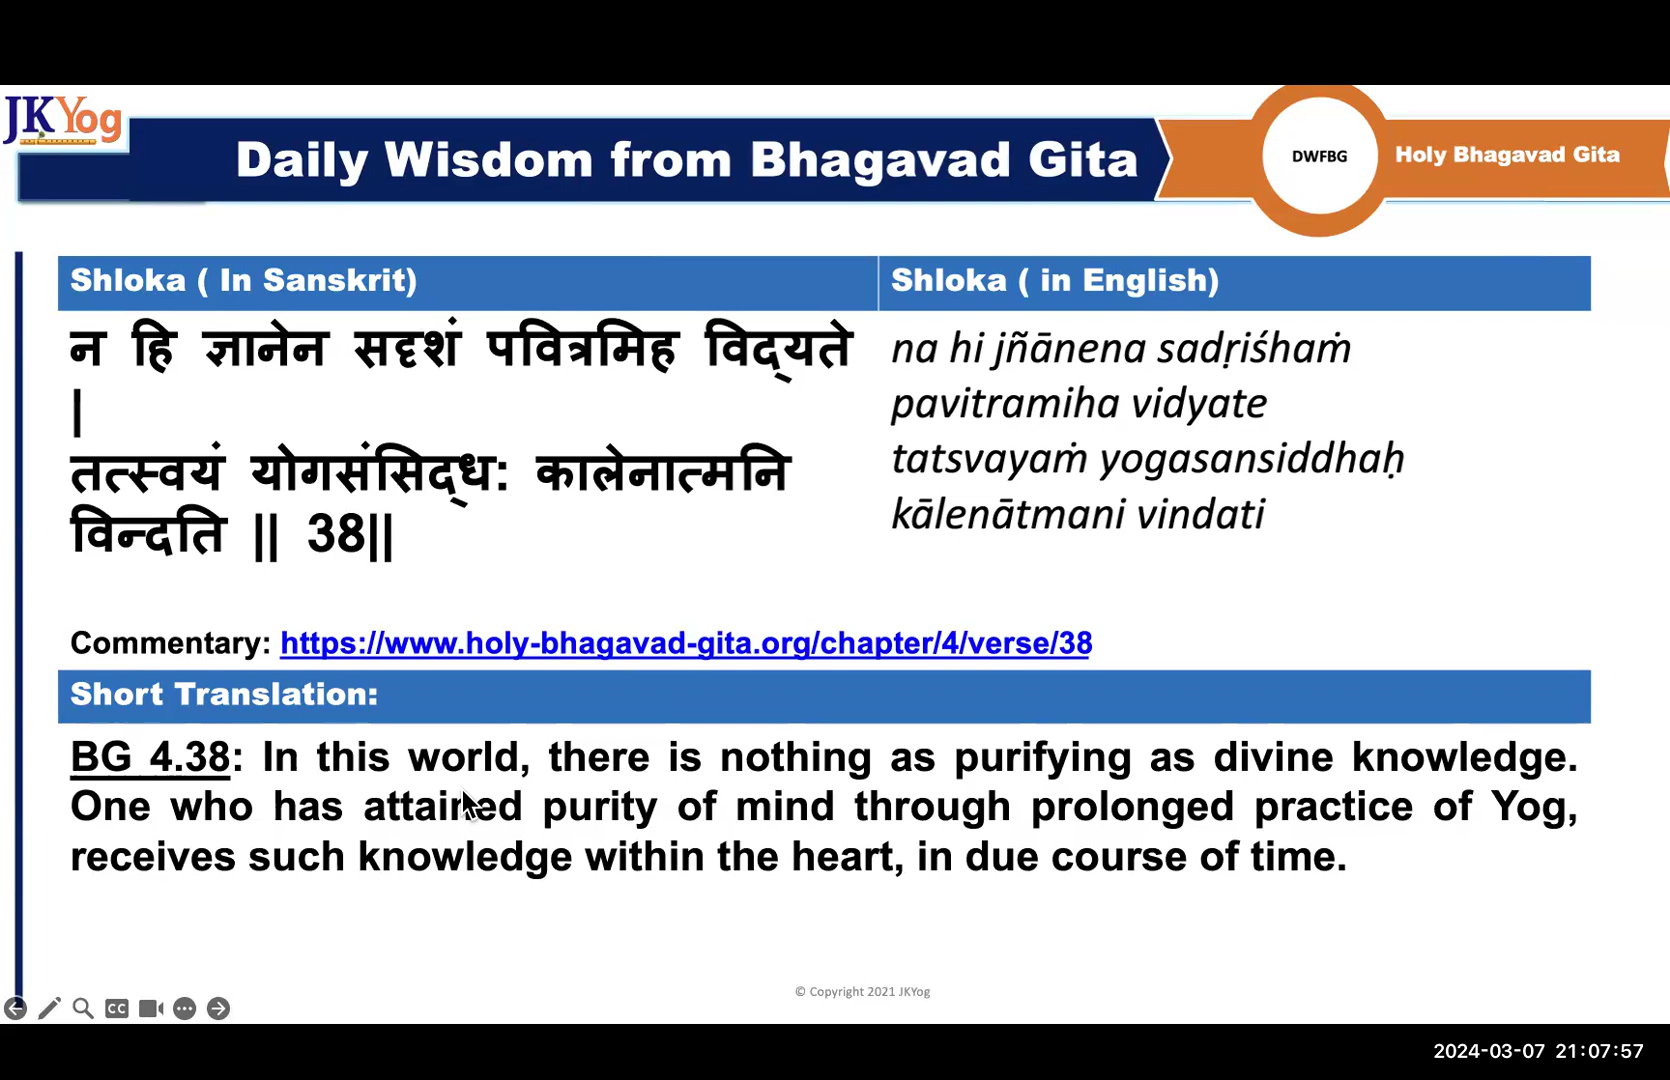 JKYog
Daily Wisdom from Bhagavad Gita
DWFBG
Holy Bhagavad Gita
Shloka ( In Sanskrit)
Shloka ( in English)
न हि ज्ञानेन सदृशं पवित्रमिह विद्यते
|
तत्स्वयं योगसंसिद्ध: कालेनात्मनि
विन्दति || 38||
na hi jñānena sadṛiśhaṁ
pavitramiha vidyate
tatsvayaṁ yogasansiddhaḥ
kālenātmani vindati
Commentary: https://www.holy-bhagavad-gita.org/chapter/4/verse/38
Short Translation:
BG 4.38: In this world, there is nothing as purifying as divine knowledge.
One who has attained purity of mind through prolonged practice of Yog,
receives such knowledge within the heart, in due course of time.
© Copyright 2021 JKYog
CC
2024-03-07 21:07:57